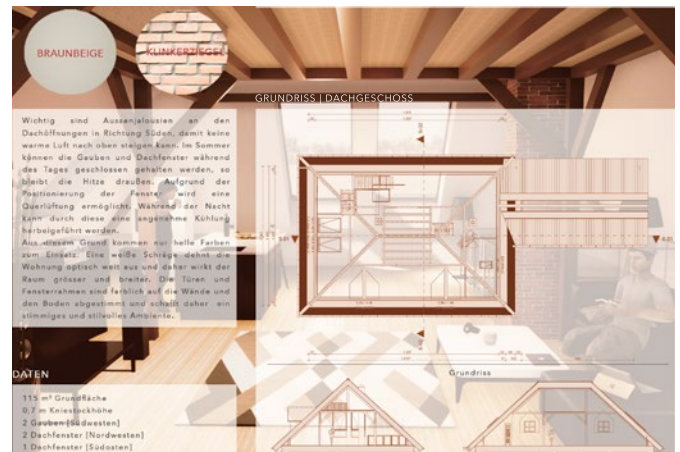 BRAUNBEIGE
KLINKERZIEGEL
GRUNDRISS | DACHGESCHOSS
Wichtig sind Aussenjalousien an den
Dachöffnungen in Richtung Süden, damit keine
warme Luft nach oben steigen kann. Im Sommer
können die Gauben und Dachfenster während
des Tages geschlossen gehalten werden, so
bleibt die Hitze draußen. Aufgrund der
Positionierung der Fenster wird eine
Querlüftung ermöglicht. Während der Nacht
kann durch diese eine angenehme Kühlung
herbeigeführt werden.
Aus diesem Grund kommen nur helle Farben
zum Einsatz. Eine weiße Schräge dehnt die
Wohnung optisch weit aus und daher wirkt der
Raum grösser und breiter. Die Türen und
Fensterrahmen sind farblich auf die Wände und
den Boden abgestimmt und schafft daher ein
stimmiges und stilvolles Ambiente.
DATEN
115 m² Grundfläche
0,7 m Kniestockhöhe
2 Gauben [Südwesten]
2 Dachfenster [Nordwesten]
1 Dachfenster [Südosten]
Grundriss